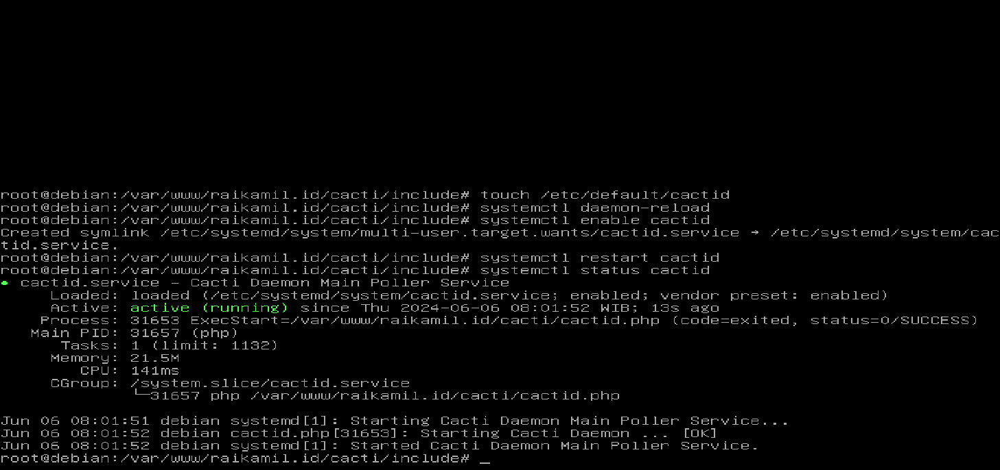 root@debian:/var/www/raikamil.id/cacti/include# touch /etc/default/cactid
root@debian:/var/www/raikamil.id/cacti/include# systemctl daemon-reload
root@debian:/var/www/raikamil.id/cacti/include# systemctl enable cactid
Created symlink /etc/systemd/system/multi-user.target.wants/cactid.service → /etc/systemd/system/cac
tid.service.
root@debian:/var/www/raikamil.id/cacti/include# systemctl restart cactid
root@debian:/var/www/raikamil.id/cacti/include# systemctl status cactid
● cactid.service - Cacti Daemon Main Poller Service
     Loaded: loaded (/etc/systemd/system/cactid.service; enabled; vendor preset: enabled)
     Active: active (running) since Thu 2024-06-06 08:01:52 WIB; 13s ago
    Process: 31653 ExecStart=/var/www/raikamil.id/cacti/cactid.php (code=exited, status=0/SUCCESS)
   Main PID: 31657 (php)
      Tasks: 1 (limit: 1132)
     Memory: 21.5M
        CPU: 141ms
     CGroup: /system.slice/cactid.service
             └─31657 php /var/www/raikamil.id/cacti/cactid.php

Jun 06 08:01:51 debian systemd[1]: Starting Cacti Daemon Main Poller Service...
Jun 06 08:01:52 debian cactid.php[31653]: Starting Cacti Daemon ... [OK]
Jun 06 08:01:52 debian systemd[1]: Started Cacti Daemon Main Poller Service.
root@debian:/var/www/raikamil.id/cacti/include# _